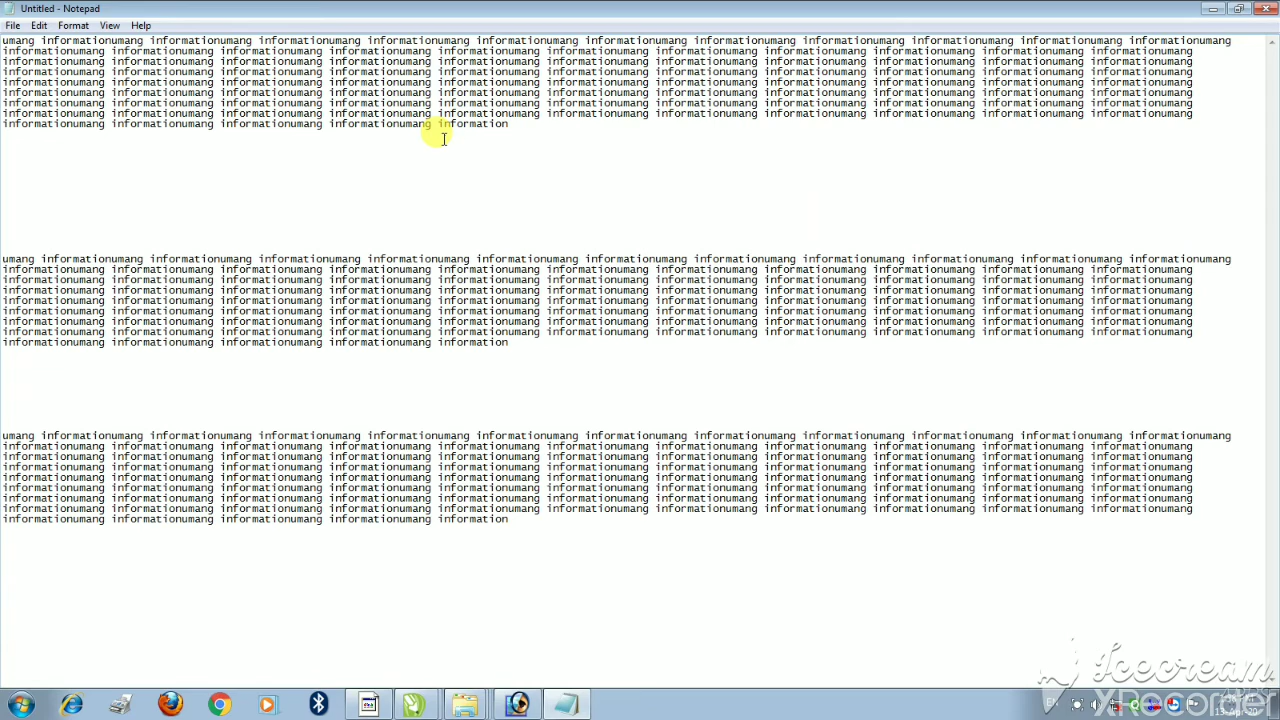 Untitled - Notepad
File Edit Format View Help
umang informationumang informationumang informationumang informationumang informationumang informationumang informationumang informationumang informationumang informationumang informationumang
informationumang informationumang informationumang informationumang informationumang informationumang informationumang informationumang informationumang informationumang informationumang
informationumang informationumang informationumang informationumang informationumang informationumang informationumang informationumang informationumang informationumang informationumang
informationumang informationumang informationumang informationumang informationumang informationumang informationumang informationumang informationumang informationumang informationumang
informationumang informationumang informationumang informationumang informationumang informationumang informationumang informationumang informationumang informationumang informationumang
informationumang informationumang informationumang informationumang informationumang informationumang informationumang informationumang informationumang informationumang informationumang
informationumang informationumang informationumang informationumang informationumang informationumang informationumang informationumang informationumang informationumang informationumang
informationumang informationumang informationumang informationumang informationumang informationumang informationumang informationumang informationumang informationumang informationumang
informationumang informationumang informationumang informationumang information
umang informationumang informationumang informationumang informationumang informationumang informationumang informationumang informationumang informationumang informationumang informationumang
informationumang informationumang informationumang informationumang informationumang informationumang informationumang informationumang informationumang informationumang informationumang
informationumang informationumang informationumang informationumang informationumang informationumang informationumang informationumang informationumang informationumang informationumang
informationumang informationumang informationumang informationumang informationumang informationumang informationumang informationumang informationumang informationumang informationumang
informationumang informationumang informationumang informationumang informationumang informationumang informationumang informationumang informationumang informationumang informationumang
informationumang informationumang informationumang informationumang informationumang informationumang informationumang informationumang informationumang informationumang informationumang
informationumang informationumang informationumang informationumang informationumang informationumang informationumang informationumang informationumang informationumang informationumang
informationumang informationumang informationumang informationumang informationumang informationumang informationumang informationumang informationumang informationumang informationumang
informationumang informationumang informationumang informationumang information
umang informationumang informationumang informationumang informationumang informationumang informationumang informationumang informationumang informationumang informationumang informationumang
informationumang informationumang informationumang informationumang informationumang informationumang informationumang informationumang informationumang informationumang informationumang
informationumang informationumang informationumang informationumang informationumang informationumang informationumang informationumang informationumang informationumang informationumang
informationumang informationumang informationumang informationumang informationumang informationumang informationumang informationumang informationumang informationumang informationumang
informationumang informationumang informationumang informationumang informationumang informationumang informationumang informationumang informationumang informationumang informationumang
informationumang informationumang informationumang informationumang informationumang informationumang informationumang informationumang informationumang informationumang informationumang
informationumang informationumang informationumang informationumang informationumang informationumang informationumang informationumang informationumang informationumang informationumang
informationumang informationumang informationumang informationumang informationumang informationumang informationumang informationumang informationumang informationumang informationumang
informationumang informationumang informationumang informationumang information
Icecream
XRecorder
EN
13-Apr-20